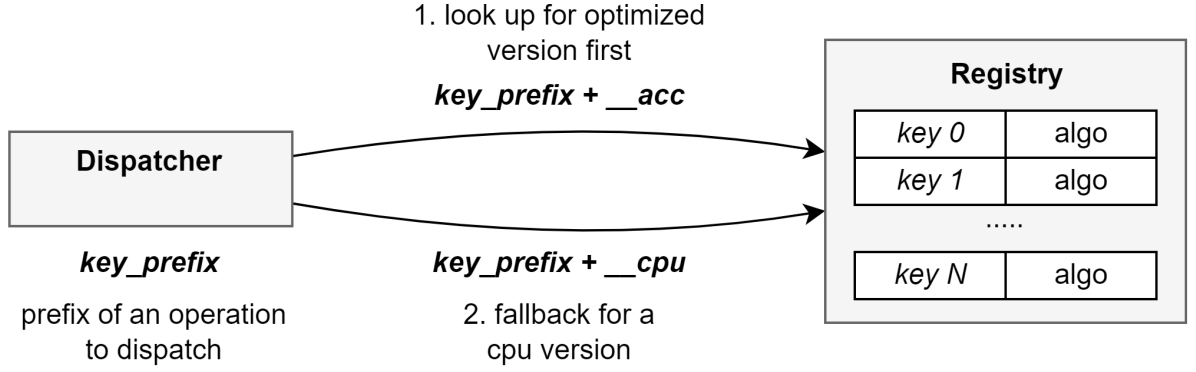 1. look up for optimized
version first
key_prefix + __acc
Dispatcher
key_prefix
prefix of an operation
to dispatch
key_prefix + __cpu
2. fallback for a
cpu version
Registry
key 0 algo
key 1 algo
.....
key N algo